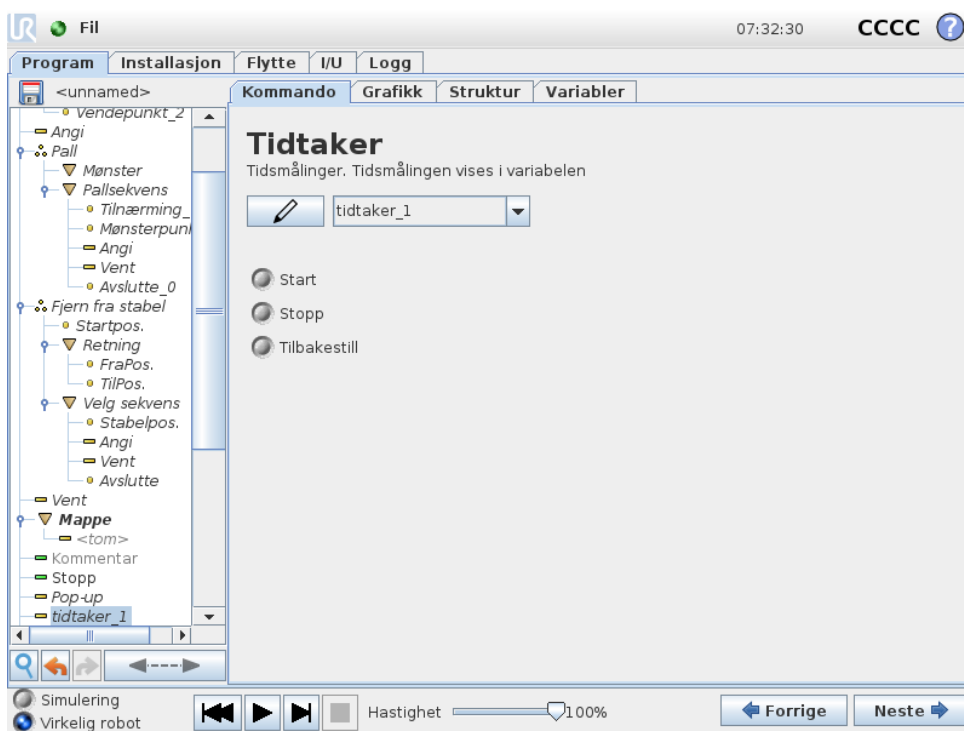 UR Fil 07:32:30 CCCC ?
Program Installasjon Flytte I/U Logg
<unnamed>
Kommando Grafikk Struktur Variabler
Vendepunkt_2
Angi
Pall
Mønster
Pallsekvens
Tilnærming_
Mønsterpun
Angi
Vent
Avslutte_0
Fjern fra stabel
Startpos.
Retning
FraPos.
TilPos.
Velg sekvens
Stabelpos.
Angi
Vent
Avslutte
Vent
Mappe
<tom>
Kommentar
Stopp
Pop-up
tidtaker_1
Tidtaker
Tidsmålinger. Tidsmålingen vises i variabelen
tidtaker_1
Start
Stopp
Tilbakestill
Simulering
Virkelig robot
Hastighet 100%
Forrige
Neste